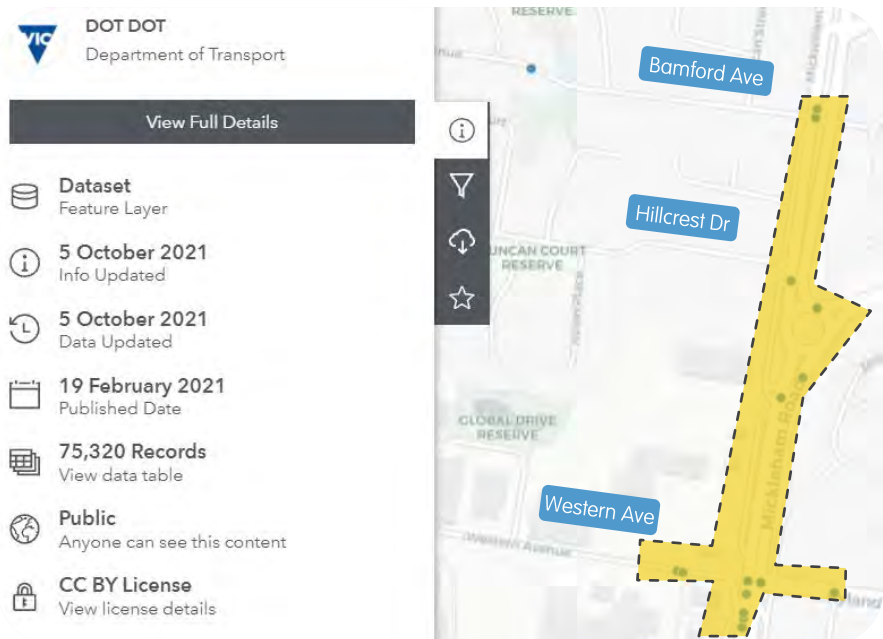 VIC
DOT DOT
Department of Transport
View Full Details
Dataset
Feature Layer
5 October 2021
Info Updated
5 October 2021
Data Updated
19 February 2021
Published Date
75,320 Records
View data table
Public
Anyone can see this content
CC BY License
View license details
RESERVE
Bamford Ave
Hillcrest Dr
UNCAN COURT
RESERVE
GLOBAL DRIVE
RESERVE
Mickleham Road
Western Ave
Western Avenue